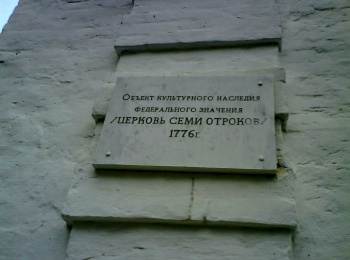 Объект культурного наследия
федерального значения
/ЦЕРКОВЬ СЕМИ ОТРОКОВ/
1776г.